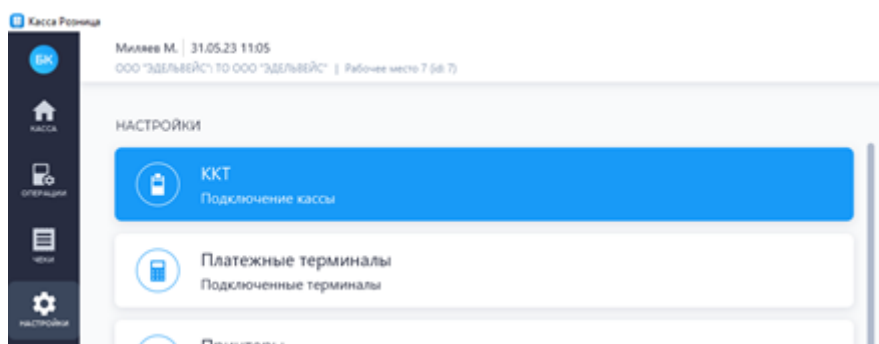 Касса Розница
БК
Миляев М. | 31.05.23 11:05
ООО "ЭДЕЛЬВЕЙС"\ ТО ООО "ЭДЕЛЬВЕЙС" | Рабочее место 7 (id: 7)
КАССА
НАСТРОЙКИ
ККТ
Подключение кассы
ОПЕРАЦИИ
ЧЕКИ
Платежные терминалы
Подключенные терминалы
НАСТРОЙКИ
Принтеры